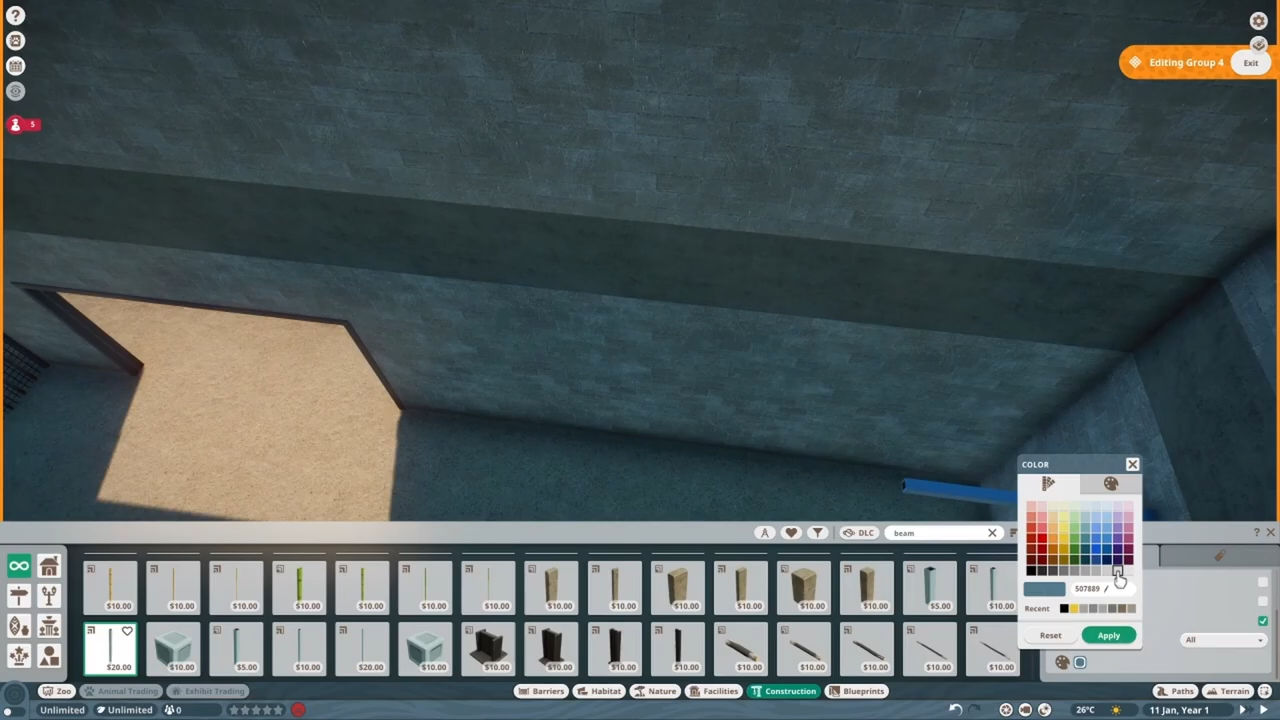 ?
Editing Group 4
Exit
5
COLOR
507889 /
Recent
Reset
Apply
DLC
beam
?
$10.00
$10.00
$10.00
$10.00
$10.00
$10.00
$10.00
$10.00
$10.00
$10.00
$10.00
$10.00
$10.00
$5.00
$10.00
$20.00
$10.00
$5.00
$10.00
$20.00
$10.00
$10.00
$10.00
$10.00
$10.00
$10.00
$10.00
$10.00
$10.00
$10.00
All
Zoo
Animal Trading
Exhibit Trading
Barriers
Habitat
Nature
Facilities
Construction
Blueprints
Paths
Terrain
Unlimited
Unlimited
0
26°C
11 Jan, Year 1